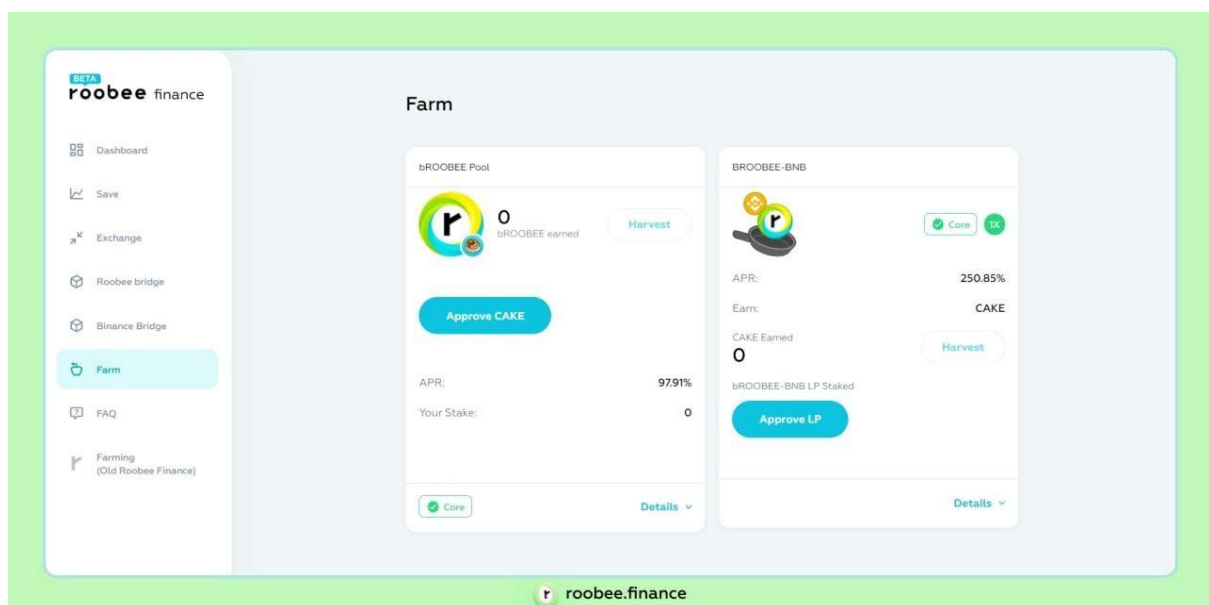 BETA
roobee finance
Dashboard
Save
Exchange
Roobee bridge
Binance Bridge
Farm
FAQ
Farming
(Old Roobee Finance)
Farm
bROOBEE Pool
r
0
bROOBEE earned
Harvest
Approve CAKE
APR:
97.91%
Your Stake:
0
Core
Details
BROOBEE-BNB
r
Core
1X
APR:
250.85%
Earn:
CAKE
CAKE Earned
0
Harvest
bROOBEE-BNB LP Staked
Approve LP
Details
r roobee.finance